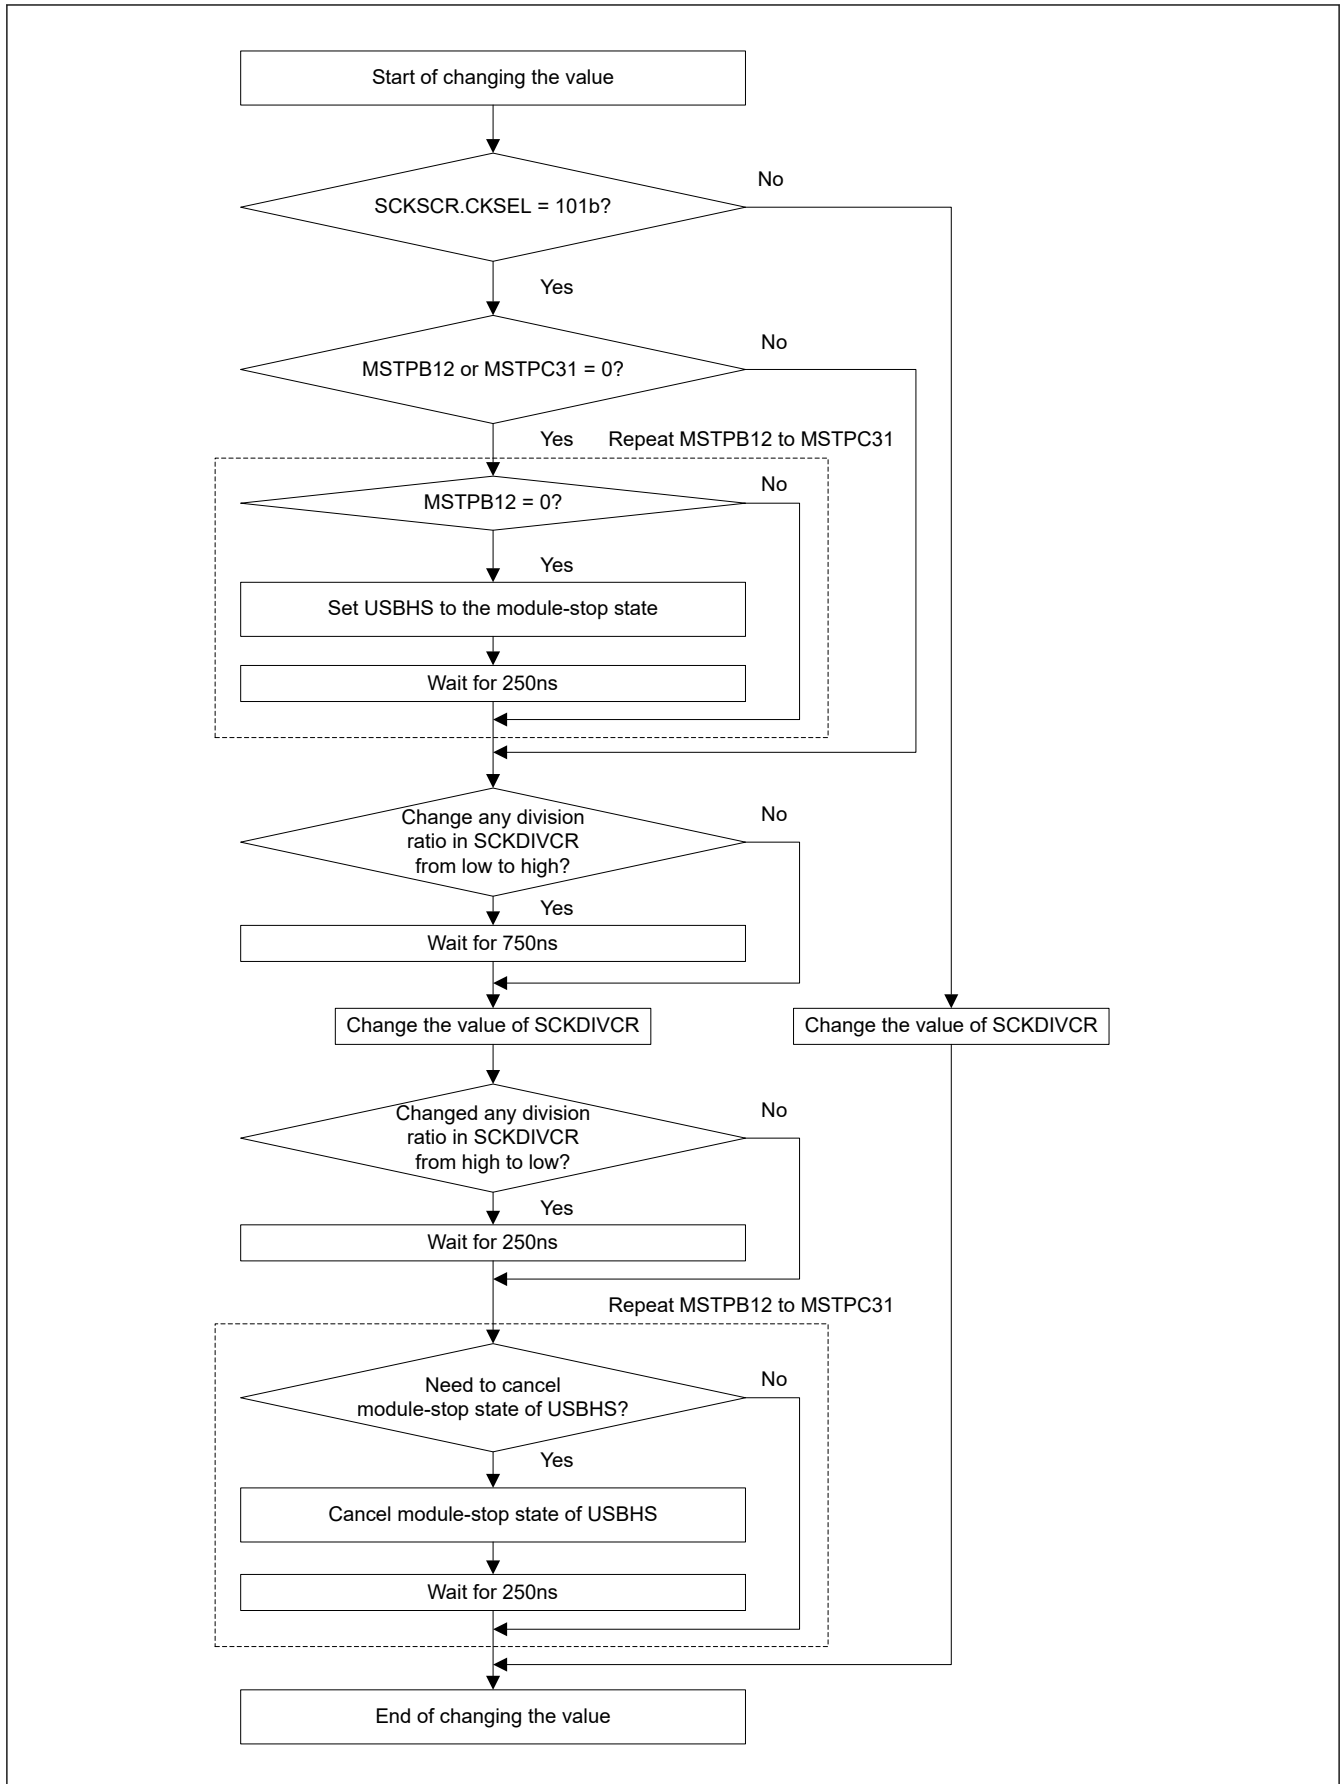 Start of changing the value
No
SCKSCR.CKSEL = 101b?
Yes
No
MSTPB12 or MSTPC31 = 0?
Yes
Repeat MSTPB12 to MSTPC31
No
MSTPB12 = 0?
Yes
Set USBHS to the module-stop state
Wait for 250ns
Change any division
ratio in SCKDIVCR
from low to high?
No
Yes
Wait for 750ns
Change the value of SCKDIVCR
Change the value of SCKDIVCR
Changed any division
ratio in SCKDIVCR
from high to low?
No
Yes
Wait for 250ns
Repeat MSTPB12 to MSTPC31
Need to cancel
module-stop state of USBHS?
No
Yes
Cancel module-stop state of USBHS
Wait for 250ns
End of changing the value